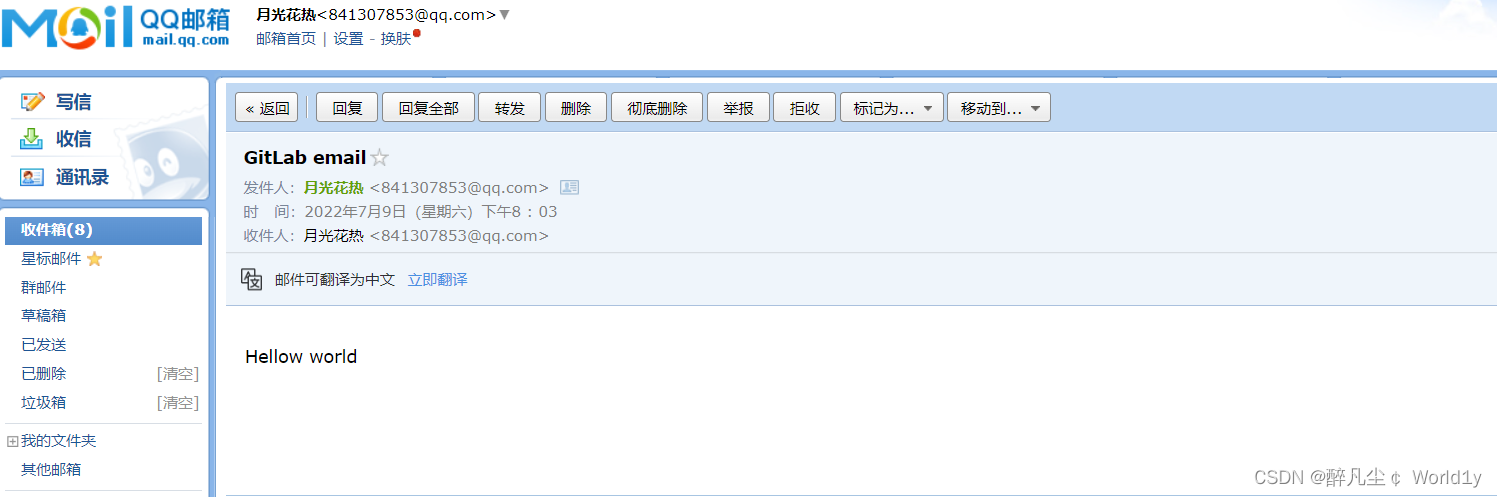 Mail QQ邮箱
mail.qq.com
月光花热<841307853@qq.com>
邮箱首页 | 设置 - 换肤
写信
收信
通讯录
收件箱(8)
星标邮件
群邮件
草稿箱
已发送
已删除 [清空]
垃圾箱 [清空]
我的文件夹
其他邮箱
« 返回 回复 回复全部 转发 删除 彻底删除 举报 拒收 标记为... 移动到...
GitLab email
发件人：月光花热 <841307853@qq.com>
时 间：2022年7月9日（星期六）下午8：03
收件人：月光花热 <841307853@qq.com>
邮件可翻译为中文 立即翻译
Hellow world
CSDN @醉凡尘￠ World1y